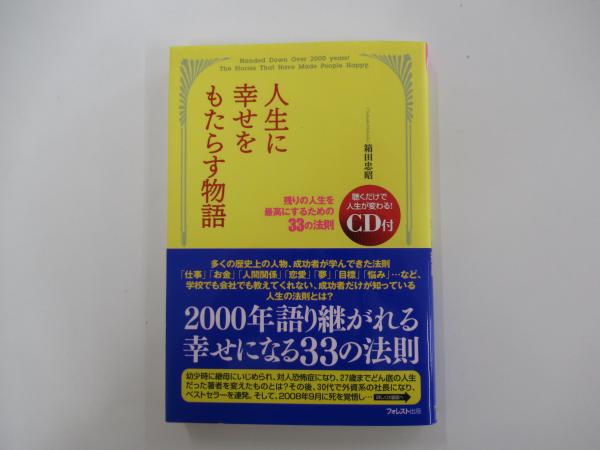 Handed Down Over 2000 years!
The Stories That Have Made People Happy.
人生に
幸せを
もたらす物語
箱田忠昭
残りの人生を
最高にするための
33の法則
聴くだけで
人生が変わる!
CD付
多くの歴史上の人物、成功者が学んできた法則
「仕事」「お金」「人間関係」「恋愛」「夢」「目標」「悩み」…など、
学校でも会社でも教えてくれない、成功者だけが知っている
人生の法則とは?
2000年語り継がれる
幸せになる33の法則
幼少時に継母にいじめられ、対人恐怖症になり、27歳までどん底の人生
だった著者を変えたものとは?その後、30代で外資系の社長になり、
ベストセラーを連発。そして、2008年9月に死を覚悟し…
フォレスト出版